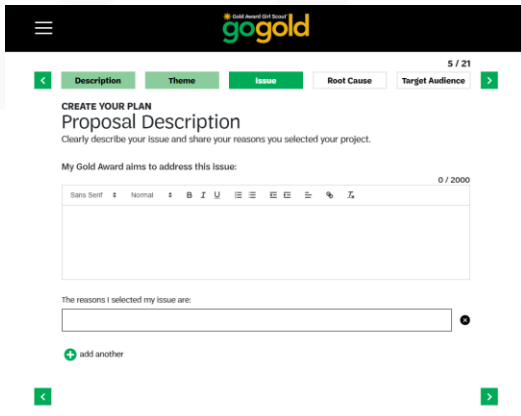 Gold Award Girl Scout
gogold
5 / 21
Description Theme Issue Root Cause Target Audience
CREATE YOUR PLAN
Proposal Description
Clearly describe your issue and share your reasons you selected your project.
My Gold Award aims to address this issue:
0 / 2000
Sans Serif Normal B I U
The reasons I selected my issue are:
add another